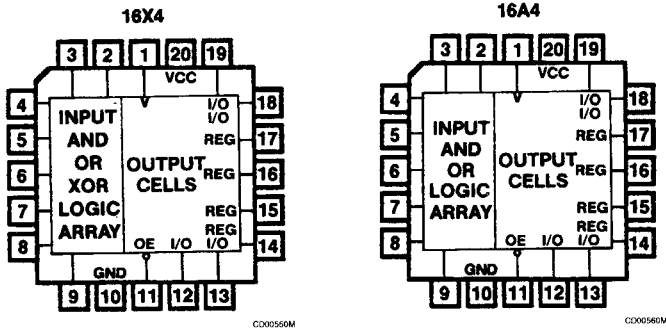 16X4
3 2 1 20 19
VCC
4 18
I/O
I/O
5 17
REG
6 16
REG
7 15
REG
8 14
REG
INPUT
AND
OR
XOR
LOGIC
ARRAY
OUTPUT
CELLS
OE I/O I/O
GND
9 10 11 12 13
CD00550M
16A4
3 2 1 20 19
VCC
4 18
I/O
I/O
5 17
REG
6 16
REG
7 15
REG
8 14
REG
INPUT
AND
OR
LOGIC
ARRAY
OUTPUT
CELLS
OE I/O I/O
GND
9 10 11 12 13
CD00560M